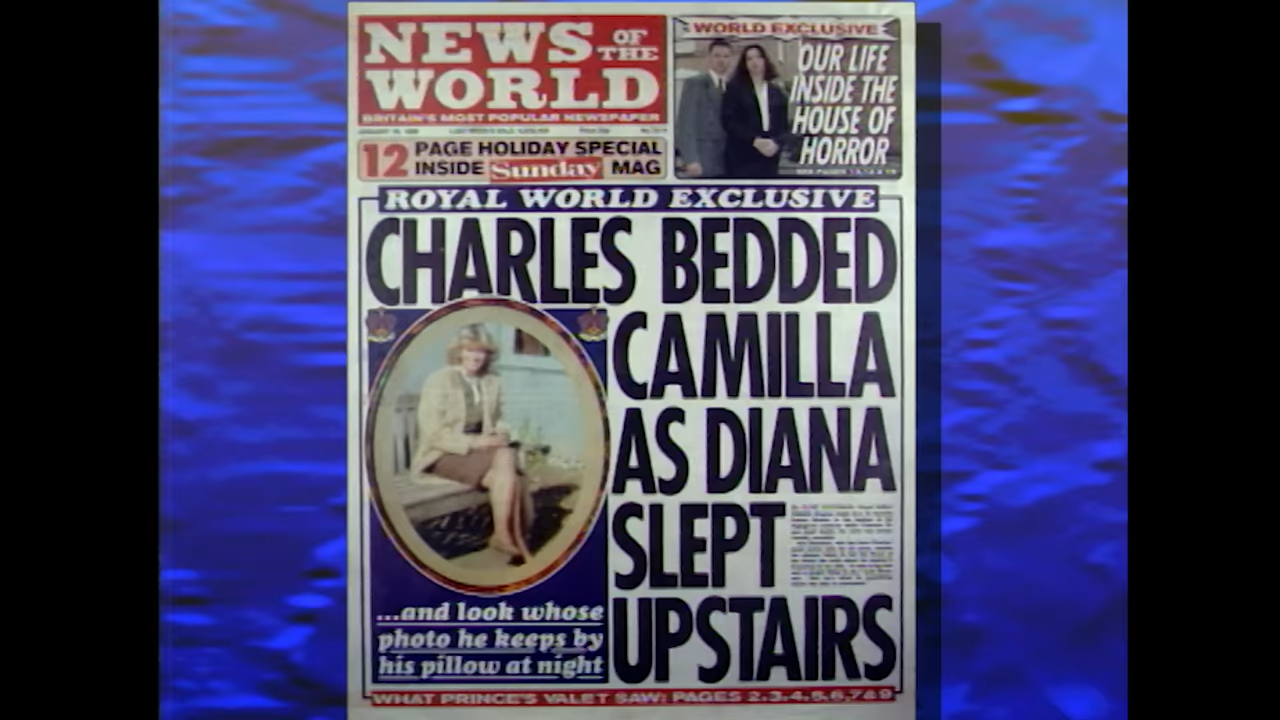 NEWS OF THE
WORLD
BRITAIN'S MOST POPULAR NEWSPAPER
12 PAGE HOLIDAY SPECIAL
INSIDE Sunday MAG
WORLD EXCLUSIVE
OUR LIFE
INSIDE THE
HOUSE OF
HORROR
ROYAL WORLD EXCLUSIVE
CHARLES BEDDED
CAMILLA
AS DIANA
SLEPT
UPSTAIRS
...and look whose
photo he keeps by
his pillow at night
WHAT PRINCE'S VALET SAW: PAGES 2,3,4,5,6,7&9